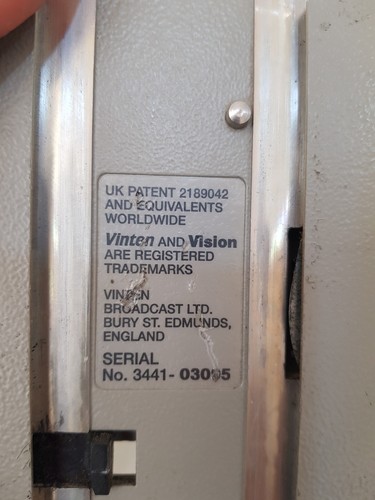 UK PATENT 2189042
AND EQUIVALENTS
WORLDWIDE
Vinten AND Vision
ARE REGISTERED
TRADEMARKS
VINTEN
BROADCAST LTD.
BURY ST. EDMUNDS,
ENGLAND
SERIAL
No. 3441-